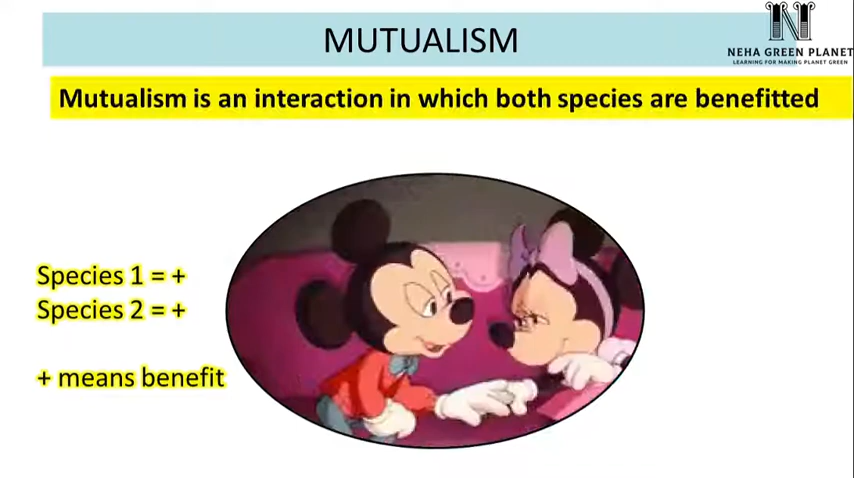 MUTUALISM
NEHA GREEN PLANET
LEARNING FOR MAKING PLANET GREEN
Mutualism is an interaction in which both species are benefitted
Species 1 = +
Species 2 = +
+ means benefit